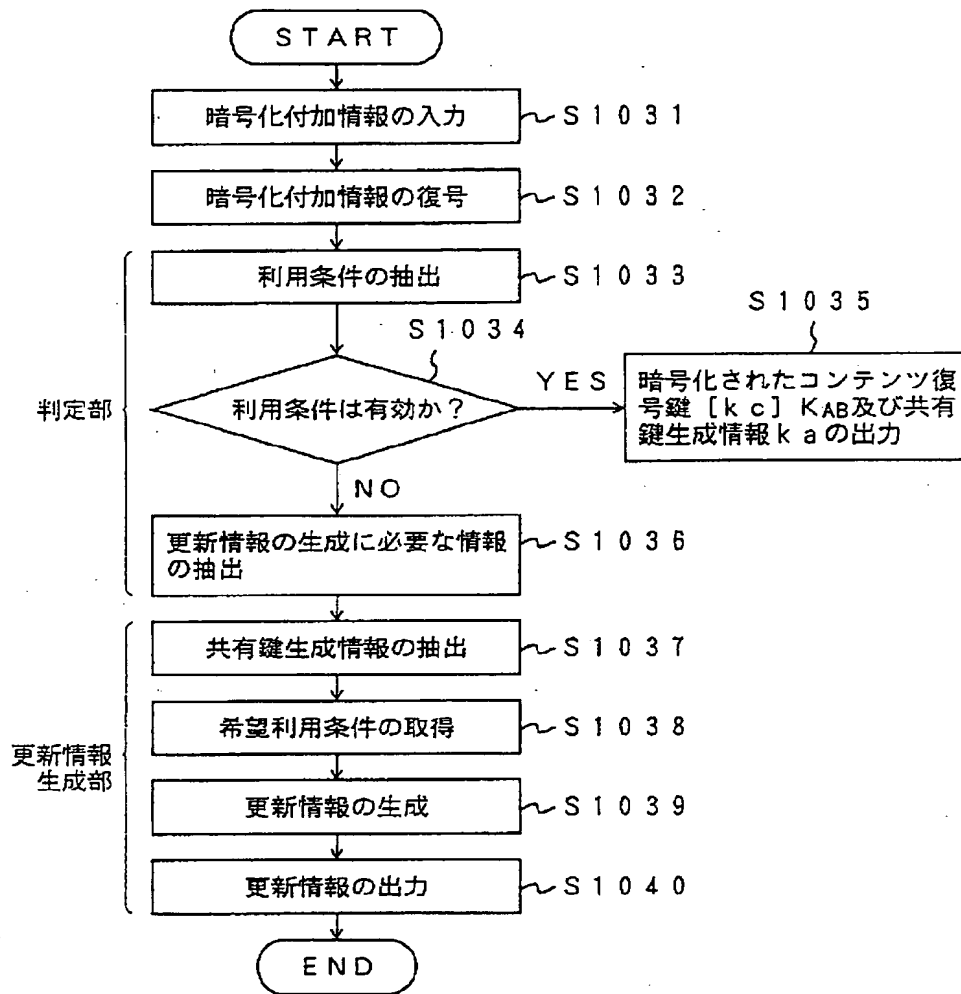 START
暗号化付加情報の入力
S1031
暗号化付加情報の復号
S1032
利用条件の抽出
S1033
S1034
利用条件は有効か？
YES
S1035
暗号化されたコンテンツ復
号鍵［kc］KAB及び共有
鍵生成情報kaの出力
判定部
NO
更新情報の生成に必要な情報
の抽出
S1036
共有鍵生成情報の抽出
S1037
希望利用条件の取得
S1038
更新情報
生成部
更新情報の生成
S1039
更新情報の出力
S1040
END